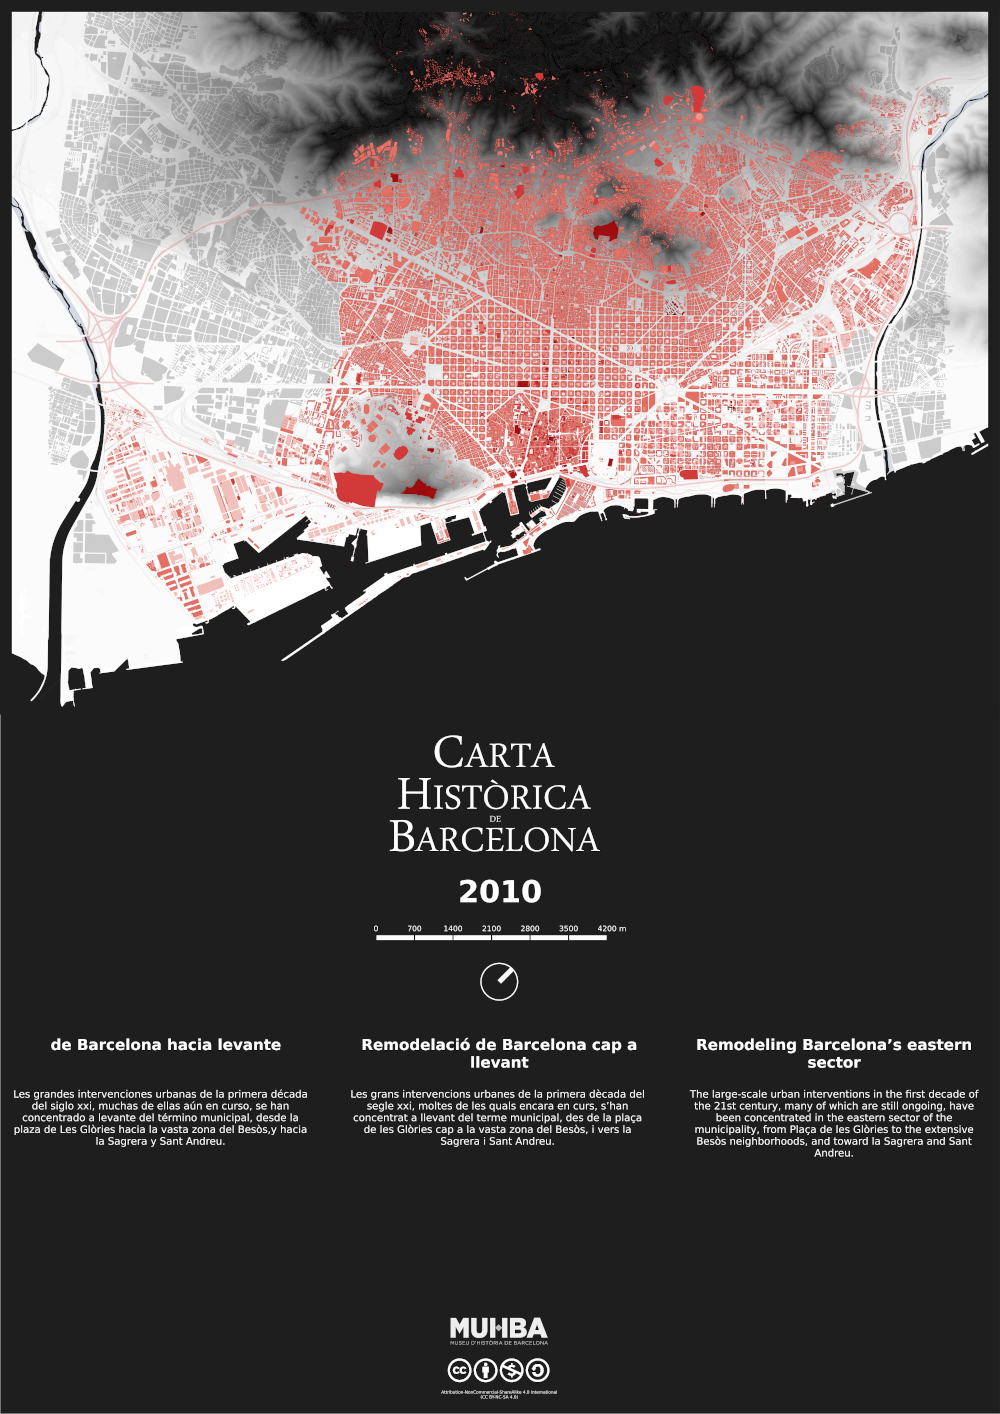 CARTA
HISTÒRICA
DE
BARCELONA
2010
0 700 1400 2100 2800 3500 4200 m
de Barcelona hacia levante
Les grandes intervenciones urbanas de la primera década
del siglo xxi, muchas de ellas aún en curso, se han
concentrado a levante del término municipal, desde la
plaza de Les Glòries hacia la vasta zona del Besòs,y hacia
la Sagrera y Sant Andreu.
Remodelació de Barcelona cap a
llevant
Les grans intervencions urbanes de la primera dècada del
segle xxi, moltes de les quals encara en curs, s’han
concentrat a llevant del terme municipal, des de la plaça
de les Glòries cap a la vasta zona del Besòs, i vers la
Sagrera i Sant Andreu.
Remodeling Barcelona’s eastern
sector
The large-scale urban interventions in the first decade of
the 21st century, many of which are still ongoing, have
been concentrated in the eastern sector of the
municipality, from Plaça de les Glòries to the extensive
Besòs neighborhoods, and toward la Sagrera and Sant
Andreu.
MUHBA
MUSEU D'HISTÒRIA DE BARCELONA
cc
Attribution-NonCommercial-ShareAlike 4.0 International
(CC BY-NC-SA 4.0)